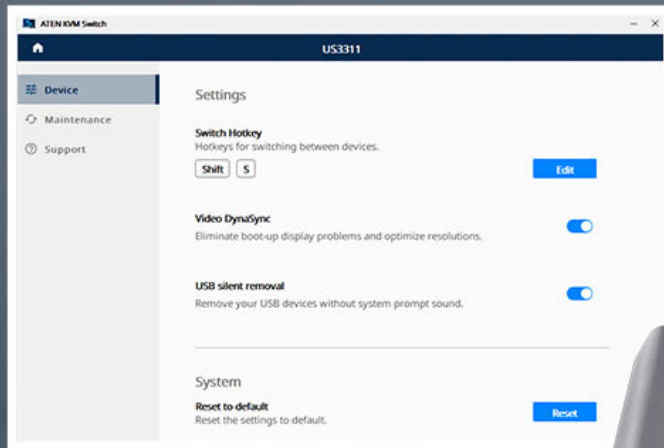 ATEN KVM Switch
US3311
Device
Maintenance
Support
Settings
Switch Hotkey
Hotkeys for switching between devices.
Shift S
Edit
Video DynaSync
Eliminate boot-up display problems and optimize resolutions.
USB silent removal
Remove your USB devices without system prompt sound.
System
Reset to default
Reset the settings to default.
Reset